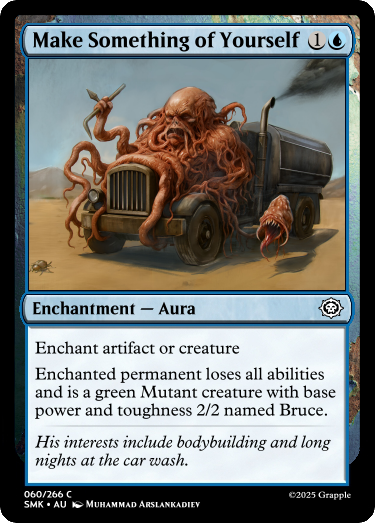 Make Something of Yourself 1
Enchantment — Aura
Enchant artifact or creature
Enchanted permanent loses all abilities
and is a green Mutant creature with base
power and toughness 2/2 named Bruce.
His interests include bodybuilding and long
nights at the car wash.
060/266 C
SMK • AU Muhammad Arslankadiev
©2025 Grapple